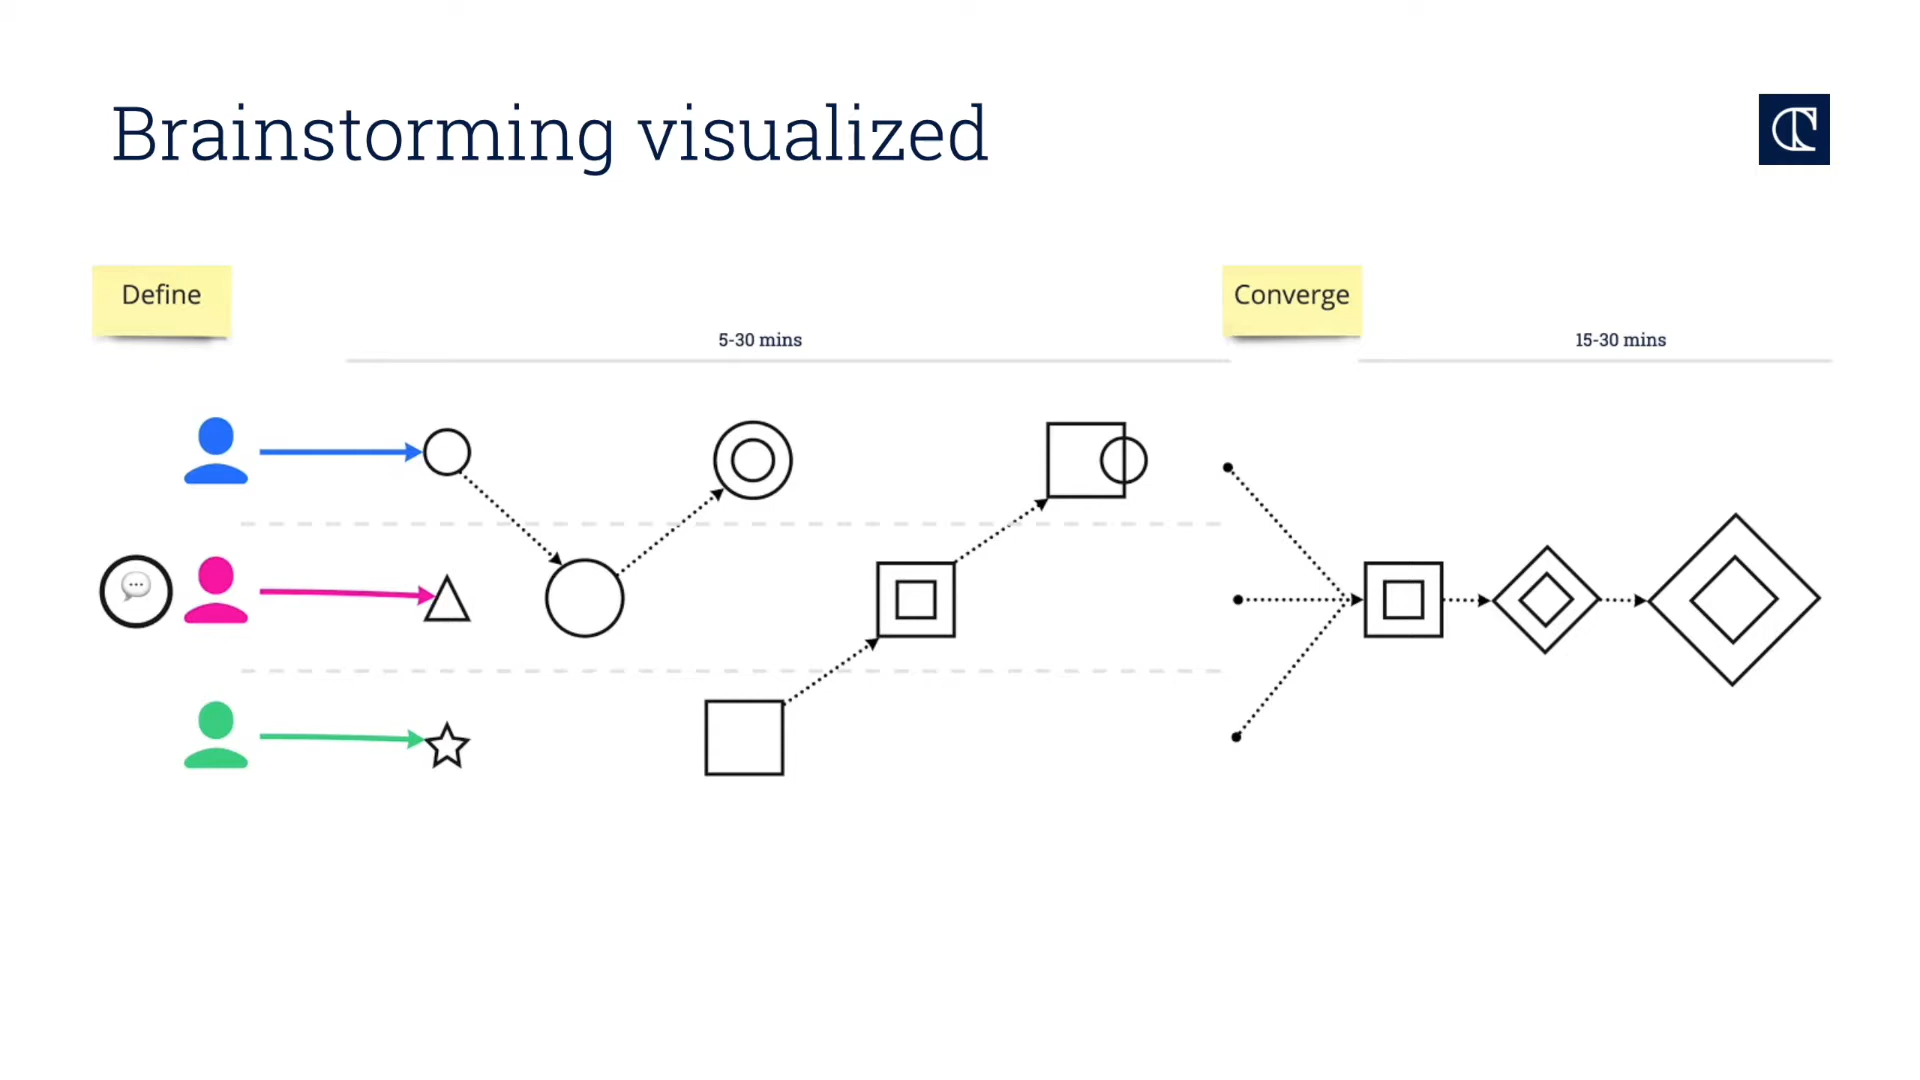 Brainstorming visualized
Define
5-30 mins
Converge
15-30 mins